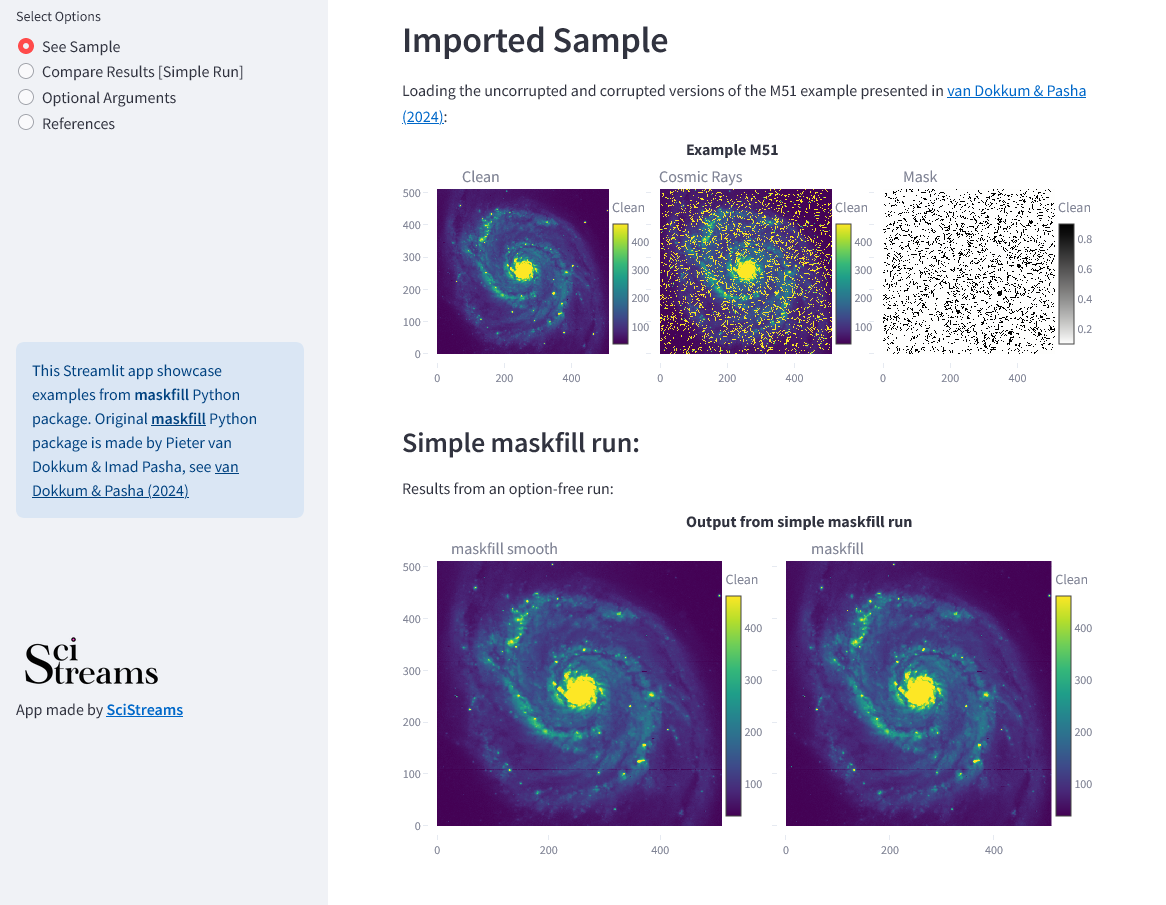 Select Options
See Sample
Compare Results [Simple Run]
Optional Arguments
References
This Streamlit app showcase
examples from maskfill Python
package. Original maskfill Python
package is made by Pieter van
Dokkum & Imad Pasha, see van
Dokkum & Pasha (2024)
Sci
Streams
App made by SciStreams
Imported Sample
Loading the uncorrupted and corrupted versions of the M51 example presented in van Dokkum & Pasha
(2024):
Example M51
Clean
500
400
300
200
100
0
0 200 400
Clean
400
300
200
100
Cosmic Rays
0 200 400
Clean
400
300
200
100
Mask
0 200 400
Clean
0.8
0.6
0.4
0.2
Simple maskfill run:
Results from an option-free run:
Output from simple maskfill run
maskfill smooth
500
400
300
200
100
0
0 200 400
Clean
400
300
200
100
maskfill
0 200 400
Clean
400
300
200
100